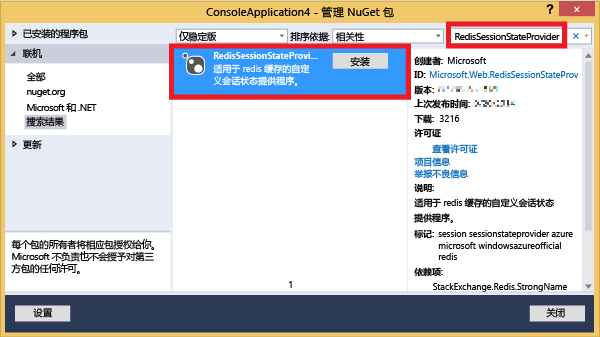 ConsoleApplication4 - 管理 NuGet 包
? ×
已安装的程序包
仅稳定版
排序依据: 相关性
RedisSessionStateProvider
联机
全部
nuget.org
Microsoft 和 .NET
搜索结果
更新
RedisSessionStateProvi...
安装
适用于 redis 缓存的自定
义会话状态提供程序。
创建者: Microsoft
ID: Microsoft.Web.RedisSessionStateProv
版本:
上次发布时间:
下载: 3216
许可证
查看许可证
项目信息
举报不良信息
说明:
适用于 redis 缓存的自定义会话状态
提供程序。
标记: session sessionstateprovider azure
microsoft windowsazureofficial
redis
依赖项:
StackExchange.Redis.StrongName
每个包的所有者将相应包授权给你。
Microsoft 不负责也不会授予对第三
方包的任何许可。
1
设置
关闭